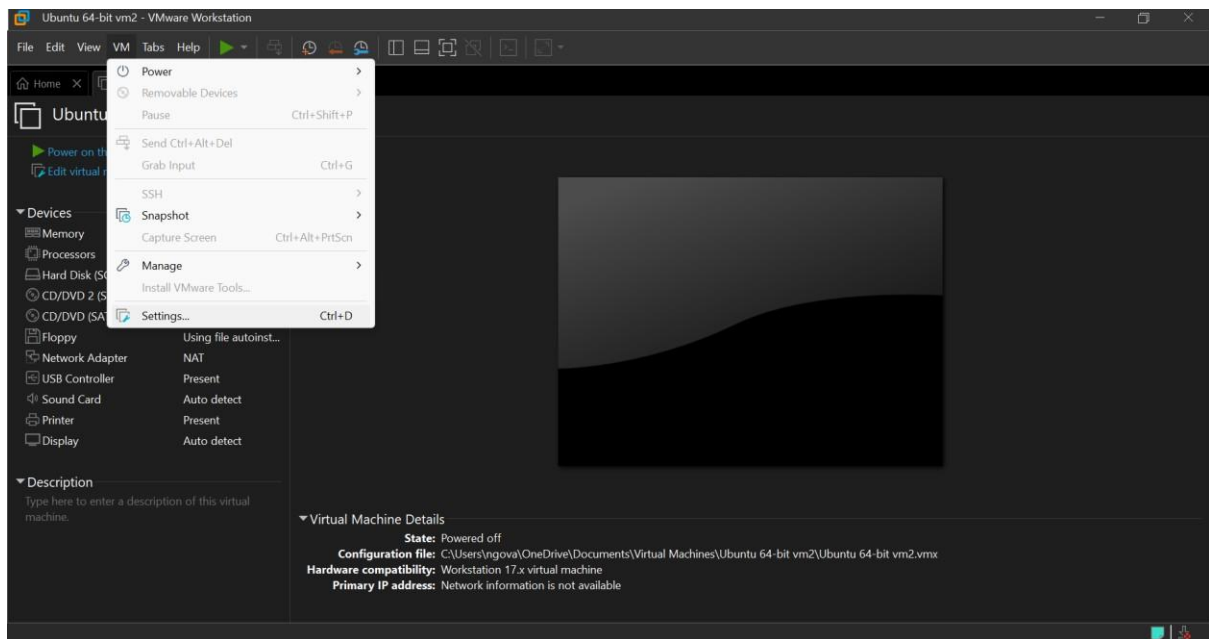 Ubuntu 64-bit vm2 - VMware Workstation
File Edit View VM Tabs Help
Home
Ubuntu
Power on th
Edit virtual r
Power
Removable Devices
Pause Ctrl+Shift+P
Send Ctrl+Alt+Del
Grab Input Ctrl+G
SSH
Snapshot
Capture Screen Ctrl+Alt+PrtScn
Manage
Install VMware Tools...
Settings... Ctrl+D
Devices
Memory
Processors
Hard Disk (SC
CD/DVD 2 (S
CD/DVD (SA
Floppy Using file autoinst...
Network Adapter NAT
USB Controller Present
Sound Card Auto detect
Printer Present
Display Auto detect
Description
Type here to enter a description of this virtual
machine.
Virtual Machine Details
State: Powered off
Configuration file: C:\Users\ngova\OneDrive\Documents\Virtual Machines\Ubuntu 64-bit vm2\Ubuntu 64-bit vm2.vmx
Hardware compatibility: Workstation 17.x virtual machine
Primary IP address: Network information is not available